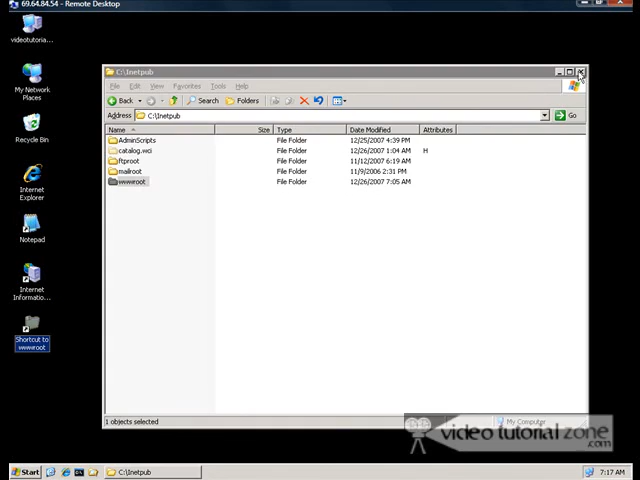 69.64.84.54 - Remote Desktop
videotutoria...
My Network
Places
Recycle Bin
Internet
Explorer
Notepad
Internet
Informatio...
Shortcut to
wwwroot
C:\Inetpub
File Edit View Favorites Tools Help
Back Search Folders
Address C:\Inetpub Go
Name Size Type Date Modified Attributes
AdminScripts File Folder 12/25/2007 4:39 PM
catalog.wci File Folder 12/26/2007 1:04 AM H
ftproot File Folder 11/12/2007 6:19 AM
mailroot File Folder 11/9/2006 2:31 PM
wwwroot File Folder 12/26/2007 7:05 AM
1 objects selected My Computer
video tutorial zone.com
Start C:\Inetpub 7:17 AM